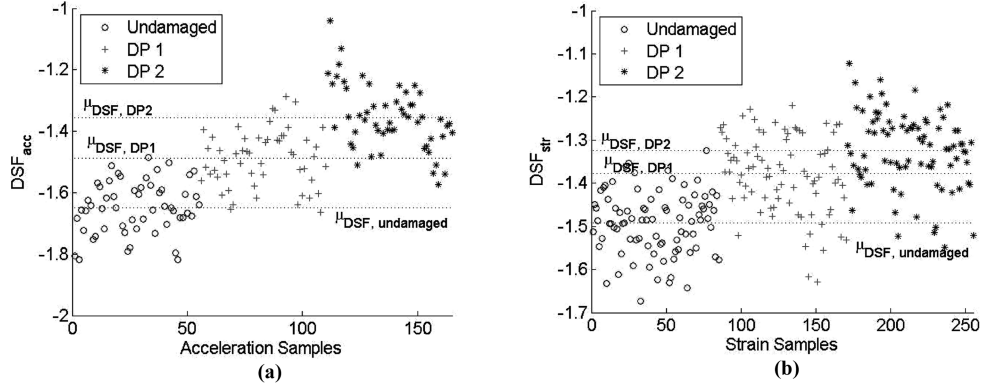 -1
-1.2
-1.4
-1.6
-1.8
-2
DSFacc
Undamaged
DP 1
DP 2
μDSF, DP2
μDSF, DP1
μDSF, undamaged
1
50
100
150
Acceleration Samples
(a)
-1
-1.1
-1.2
-1.3
-1.4
-1.5
-1.6
-1.7
DSFstr
Undamaged
DP 1
DP 2
μDSF, DP2
μDSF, DP1
μDSF, undamaged
1
50
100
150
200
250
Strain Samples
(b)